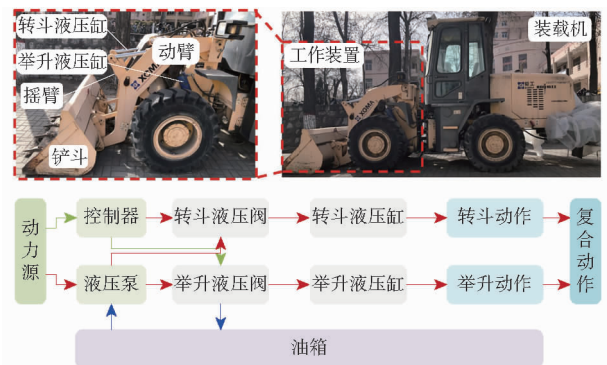 转斗液压缸
动臂
举升液压缸
摇臂
铲斗
工作装置
装载机
XGMA
动力源
控制器
转斗液压阀
转斗液压缸
转斗动作
复合动作
液压泵
举升液压阀
举升液压缸
举升动作
油箱